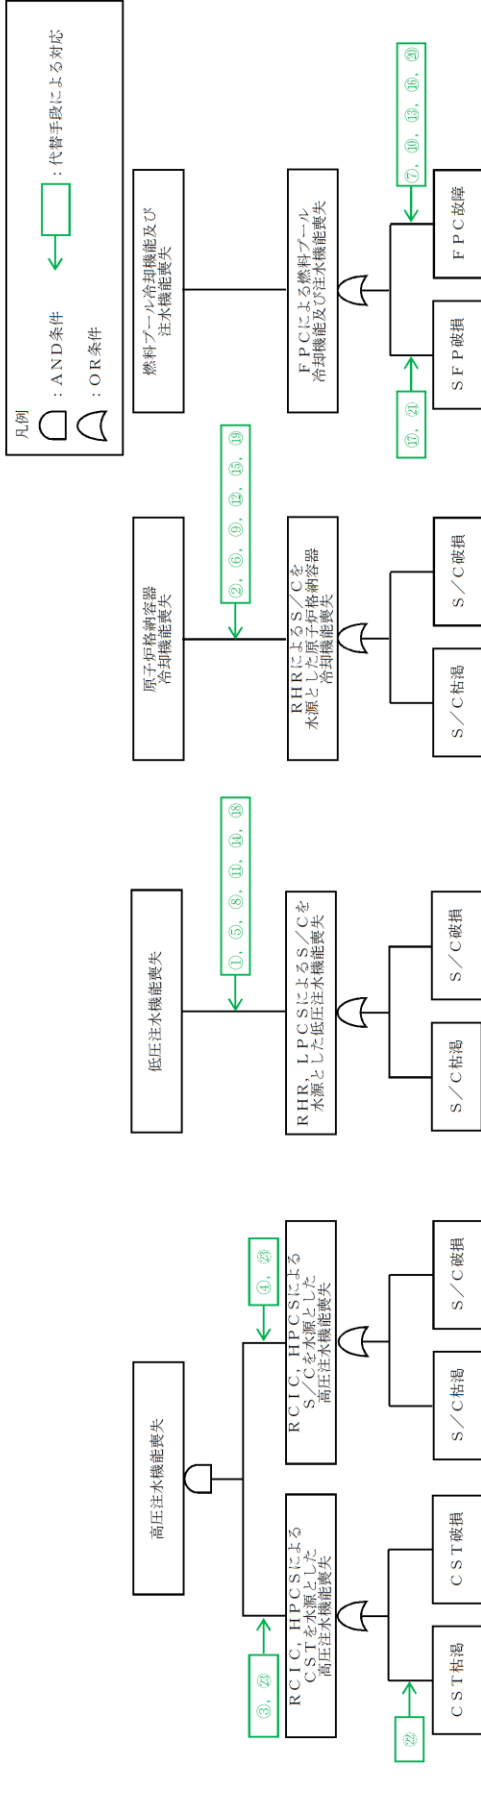 凡例
：AND条件
：代替手段による対応
：OR条件
高圧注水機能喪失
③，㉓
④，㉓
RCIC，HPCSによる
CSTを水源とした
高圧注水機能喪失
RCIC，HPCSによる
S／Cを水源とした
高圧注水機能喪失
㉒
CST枯渇
CST破損
S／C枯渇
S／C破損
低圧注水機能喪失
①，⑤，⑧，⑪，⑭，⑱
RHR，LPCSによるS／Cを
水源とした低圧注水機能喪失
S／C枯渇
S／C破損
原子炉格納容器
冷却機能喪失
②，⑥，⑨，⑫，⑮，⑲
RHRによるS／Cを
水源とした原子炉格納容器
冷却機能喪失
S／C枯渇
S／C破損
燃料プール冷却機能及び
注水機能喪失
FPCによる燃料プール
冷却機能及び注水機能喪失
⑰，㉑
⑦，⑩，⑬，⑯，⑳
SFP破損
FPC故障